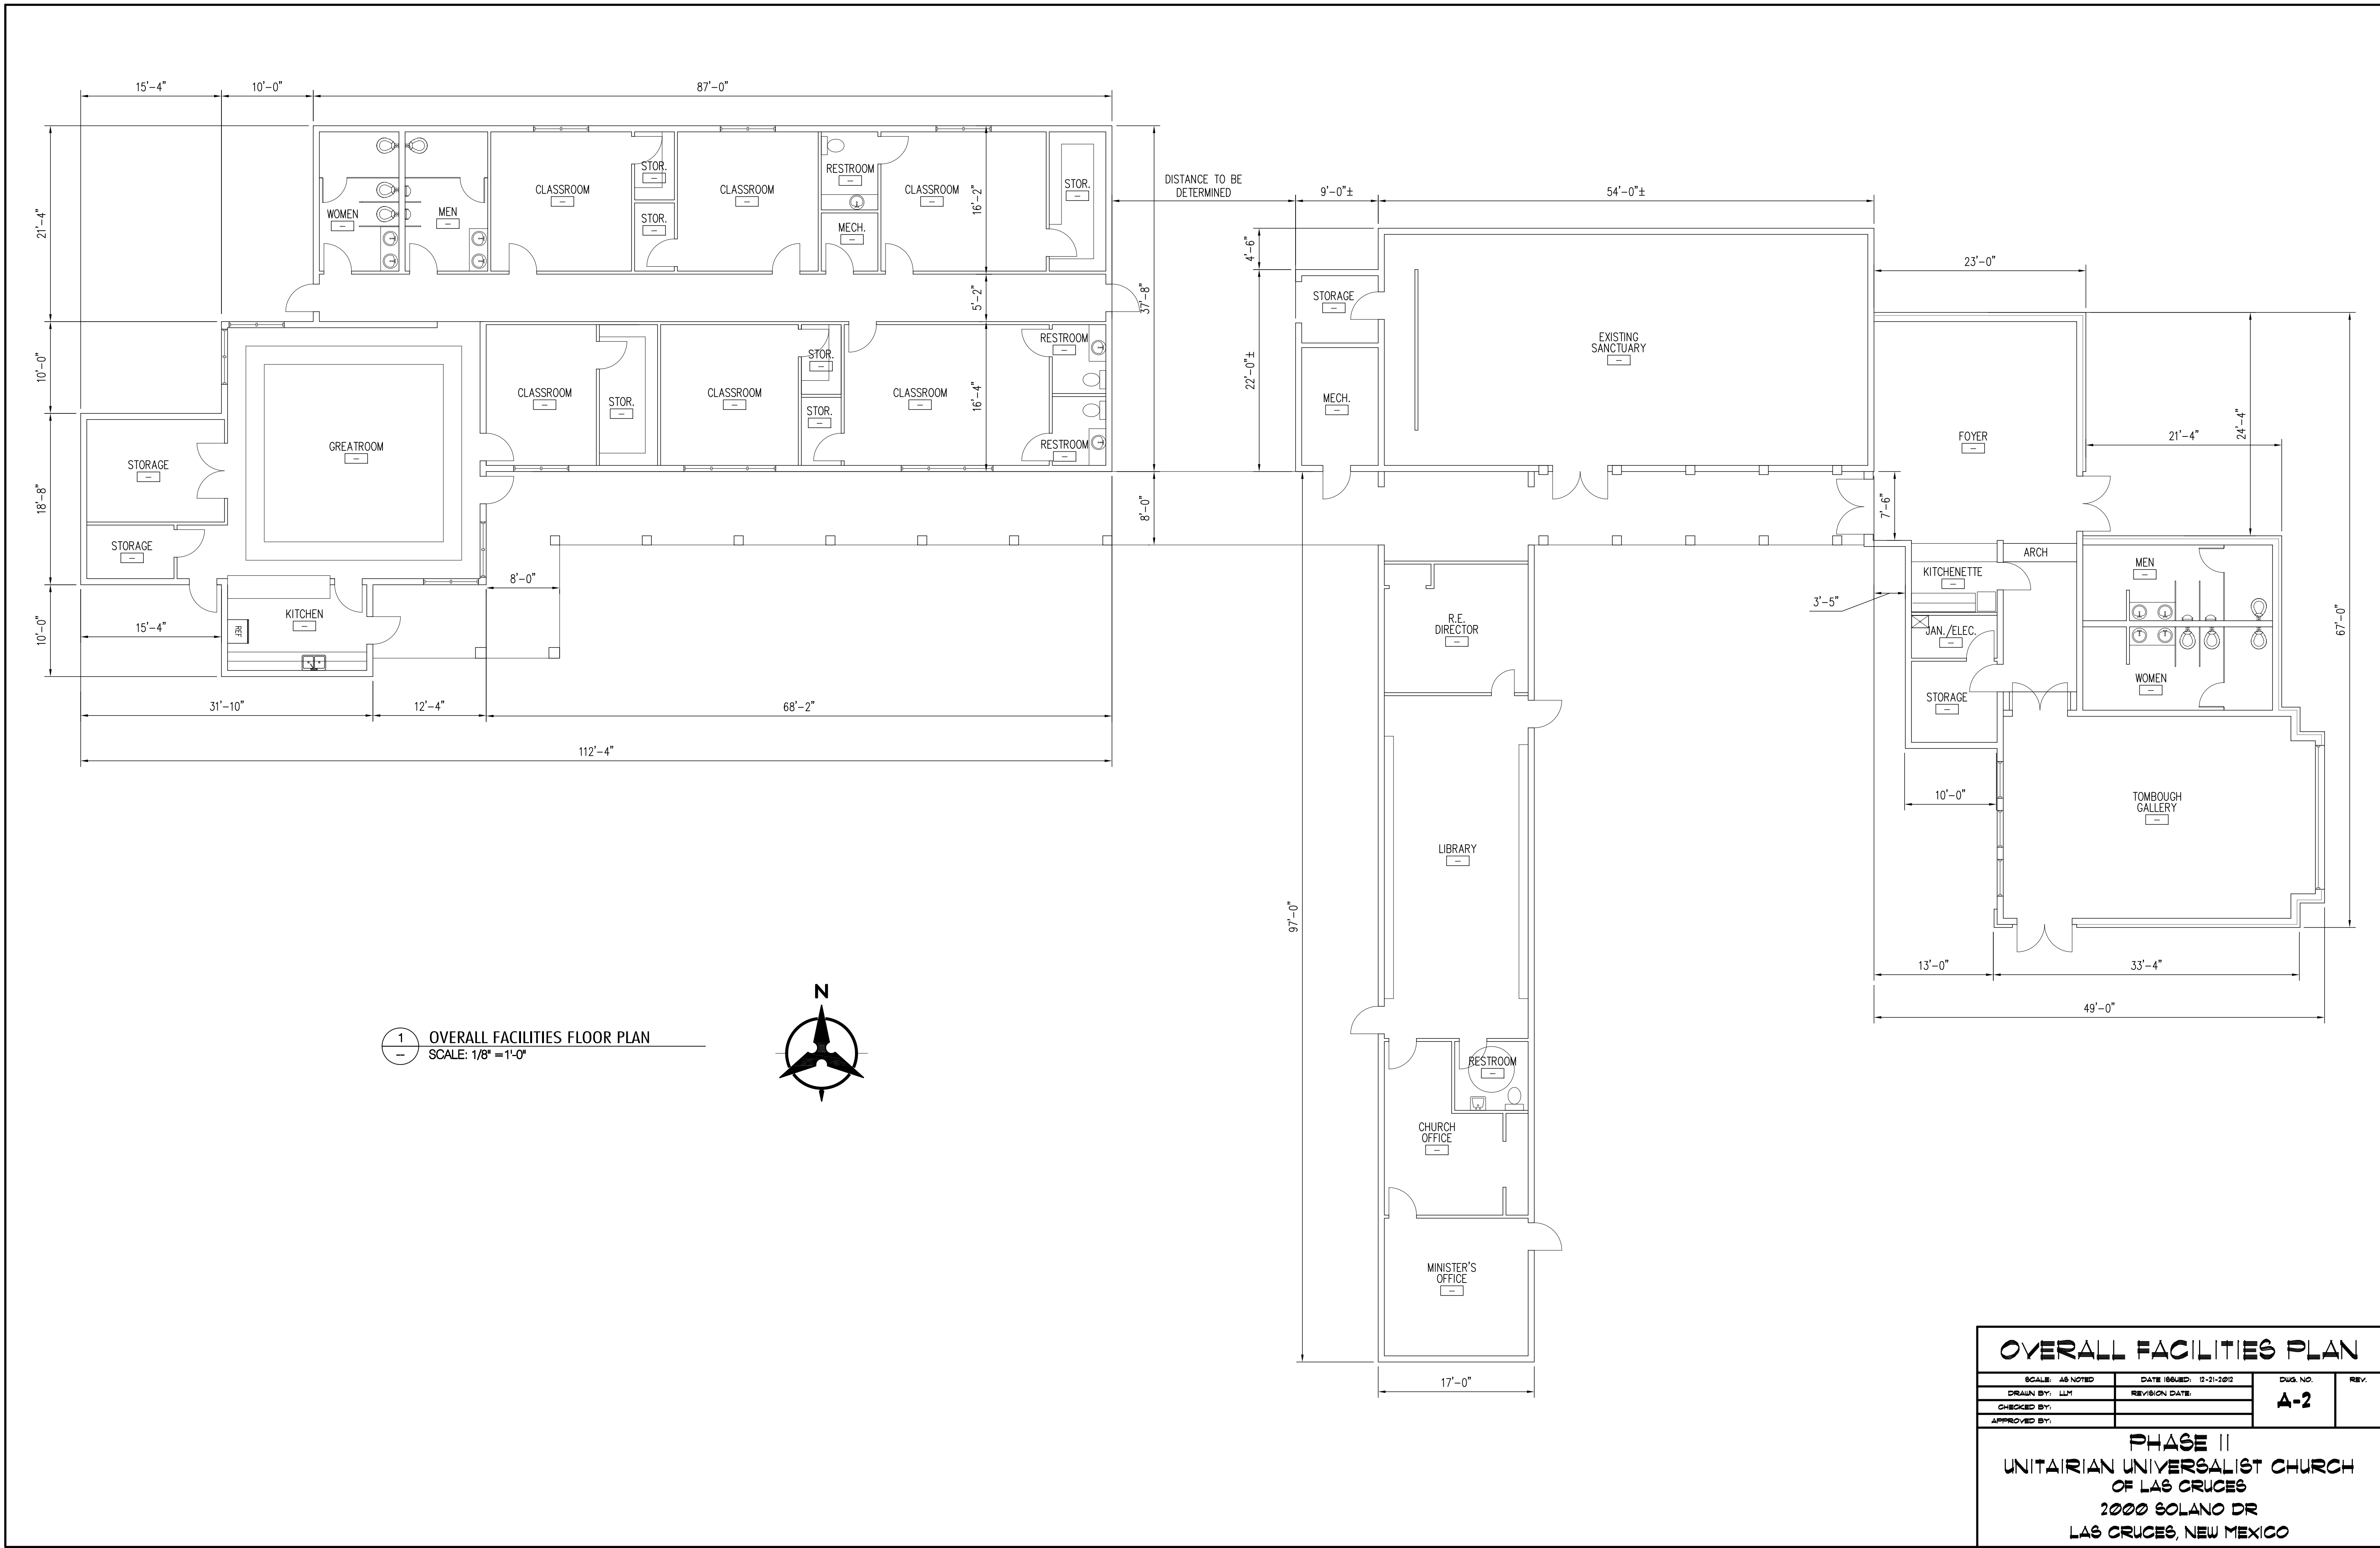 15'-4"
10'-0"
87'-0"
21'-4"
10'-0"
18'-8"
10'-0"
WOMEN
–
MEN
–
CLASSROOM
–
STOR.
–
STOR.
–
CLASSROOM
–
RESTROOM
–
MECH.
–
CLASSROOM
–
16'-2"
STOR.
–
5'-2"
37'-8"
GREATROOM
–
STORAGE
–
STORAGE
–
CLASSROOM
–
STOR.
–
CLASSROOM
–
STOR.
–
STOR.
–
CLASSROOM
–
16'-4"
RESTROOM
–
RESTROOM
–
8'-0"
KITCHEN
–
REF
15'-4"
8'-0"
31'-10"
12'-4"
68'-2"
112'-4"
DISTANCE TO BE
DETERMINED
9'-0"±
54'-0"±
4'-6"
22'-0"±
STORAGE
–
MECH.
–
EXISTING
SANCTUARY
–
23'-0"
FOYER
–
24'-4"
21'-4"
67'-0"
7'-6"
ARCH
KITCHENETTE
–
3'-5"
JAN./ELEC.
–
STORAGE
–
MEN
–
WOMEN
–
10'-0"
TOMBOUGH
GALLERY
–
13'-0"
33'-4"
49'-0"
R.E.
DIRECTOR
–
LIBRARY
–
97'-0"
RESTROOM
–
CHURCH
OFFICE
–
MINISTER'S
OFFICE
–
17'-0"
1
–
OVERALL FACILITIES FLOOR PLAN
SCALE: 1/8" =1'-0"
N
OVERALL FACILITIES PLAN
SCALE: AS NOTED
DATE ISSUED: 12-21-2012
DWG. NO.
REV.
DRAWN BY: LLM
REVISION DATE:
A-2
CHECKED BY:
APPROVED BY:
PHASE II
UNITAIRIAN UNIVERSALIST CHURCH
OF LAS CRUCES
2000 SOLANO DR
LAS CRUCES, NEW MEXICO